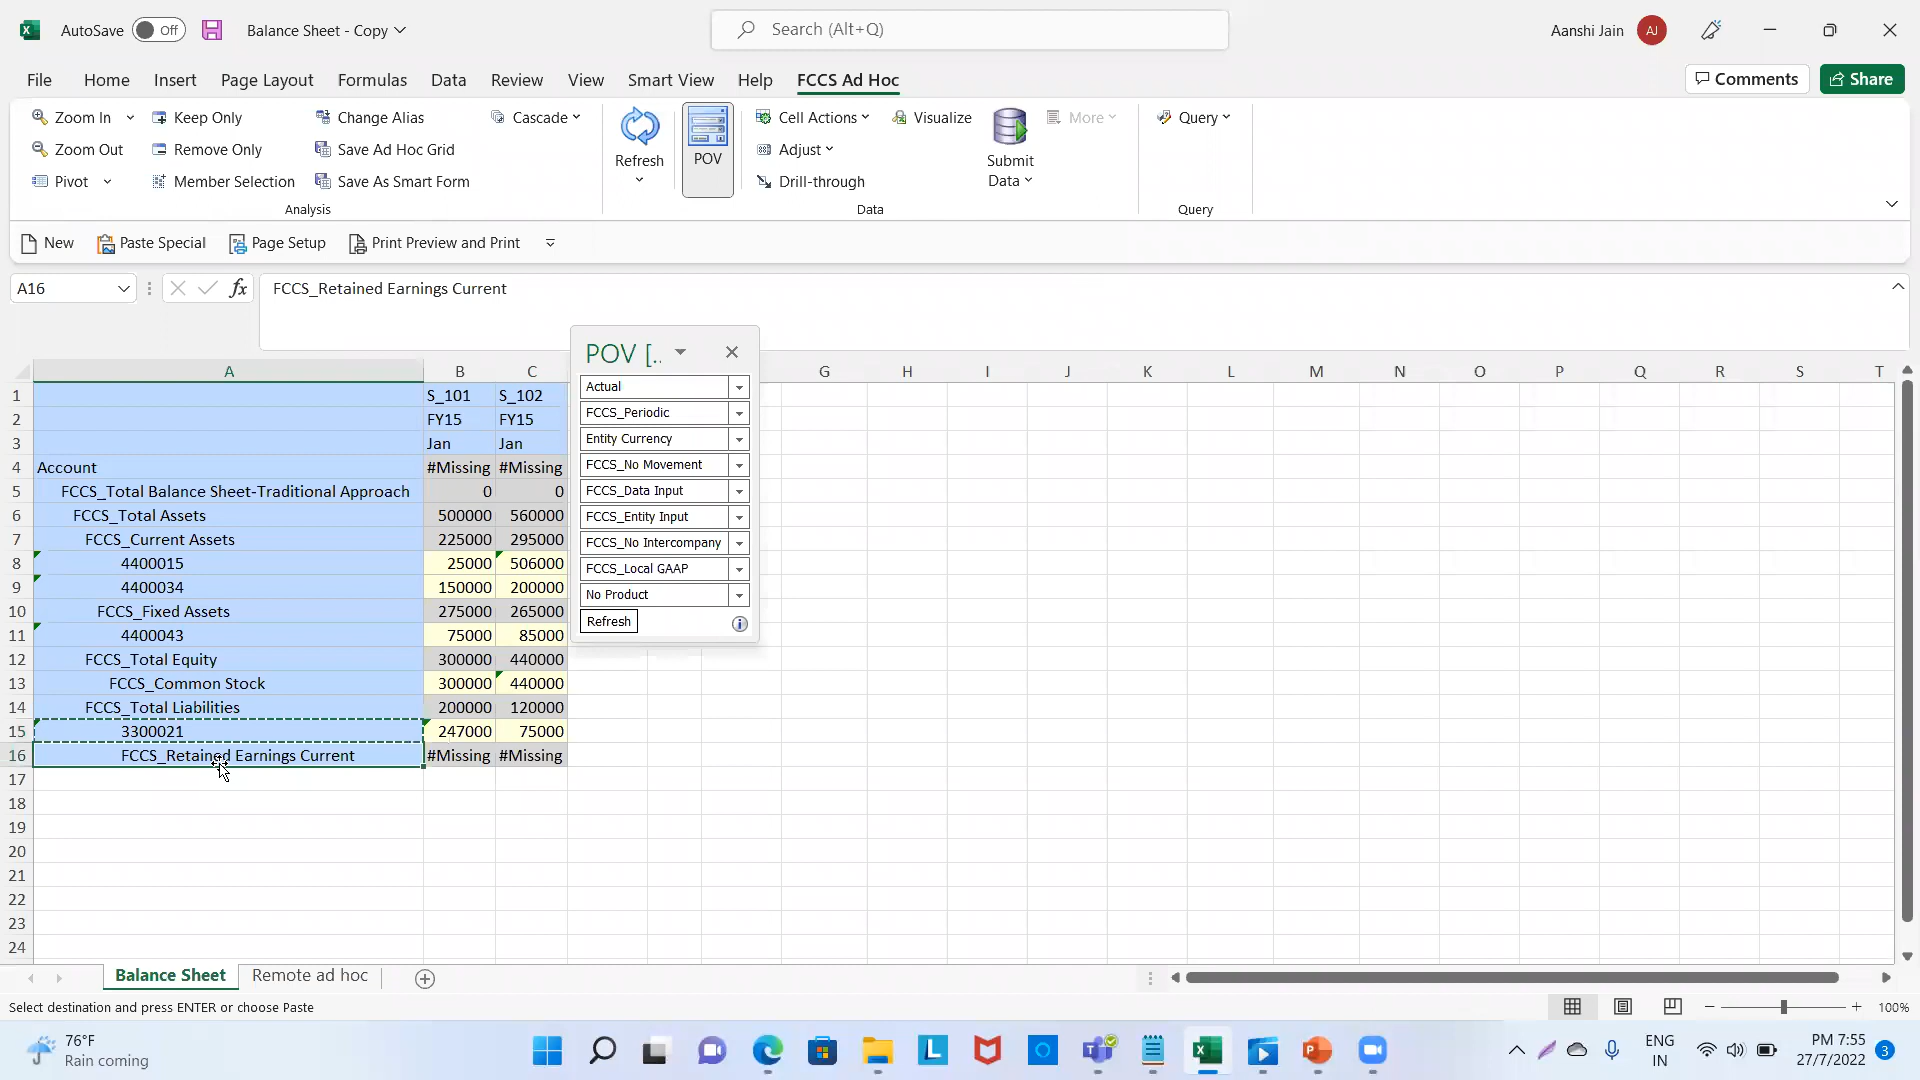 AutoSave Off Balance Sheet - Copy Search (Alt+Q) Aanshi Jain AJ
File Home Insert Page Layout Formulas Data Review View Smart View Help FCCS Ad Hoc Comments Share
Zoom In Keep Only Change Alias Cascade Cell Actions Visualize More Query
Zoom Out Remove Only Save Ad Hoc Grid Refresh POV Adjust Submit Data
Pivot Member Selection Save As Smart Form Drill-through
Analysis Data Query
New Paste Special Page Setup Print Preview and Print
A16 fx FCCS_Retained Earnings Current
A B C G H I J K L M N O P Q R S T
1 S_101 S_102
2 FY15 FY15
3 Jan Jan
4 Account #Missing #Missing
5 FCCS_Total Balance Sheet-Traditional Approach 0 0
6 FCCS_Total Assets 500000 560000
7 FCCS_Current Assets 225000 295000
8 4400015 25000 506000
9 4400034 150000 200000
10 FCCS_Fixed Assets 275000 265000
11 4400043 75000 85000
12 FCCS_Total Equity 300000 440000
13 FCCS_Common Stock 300000 440000
14 FCCS_Total Liabilities 200000 120000
15 3300021 247000 75000
16 FCCS_Retained Earnings Current #Missing #Missing
17
18
19
20
21
22
23
24
POV [..
Actual
FCCS_Periodic
Entity Currency
FCCS_No Movement
FCCS_Data Input
FCCS_Entity Input
FCCS_No Intercompany
FCCS_Local GAAP
No Product
Refresh
Balance Sheet Remote ad hoc
Select destination and press ENTER or choose Paste 100%
76°F
Rain coming
ENG
IN
PM 7:55
27/7/2022
3